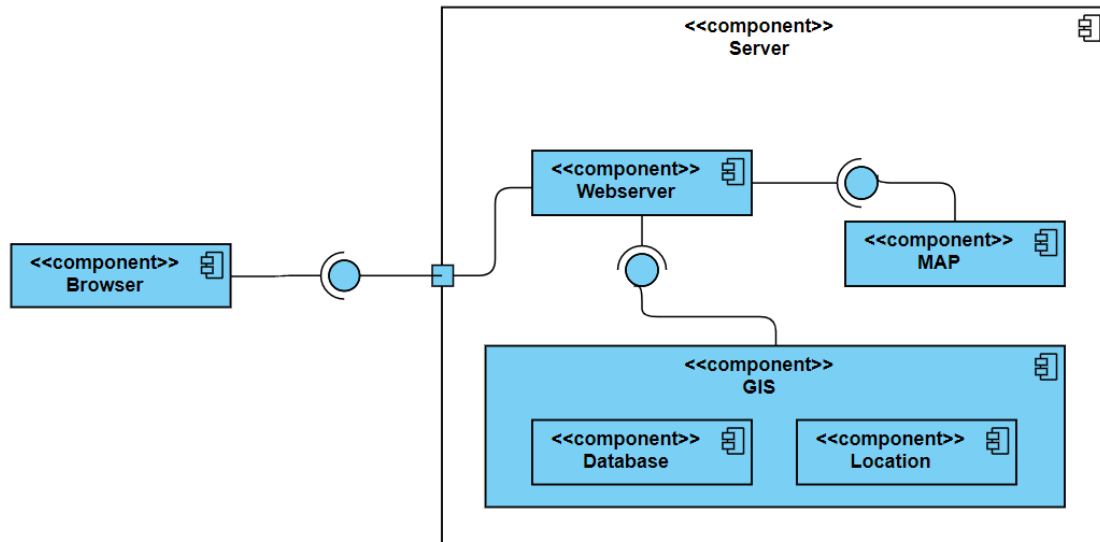 <<component>>
Server
<<component>>
Webserver
<<component>>
MAP
<<component>>
Browser
<<component>>
GIS
<<component>>
Database
<<component>>
Location